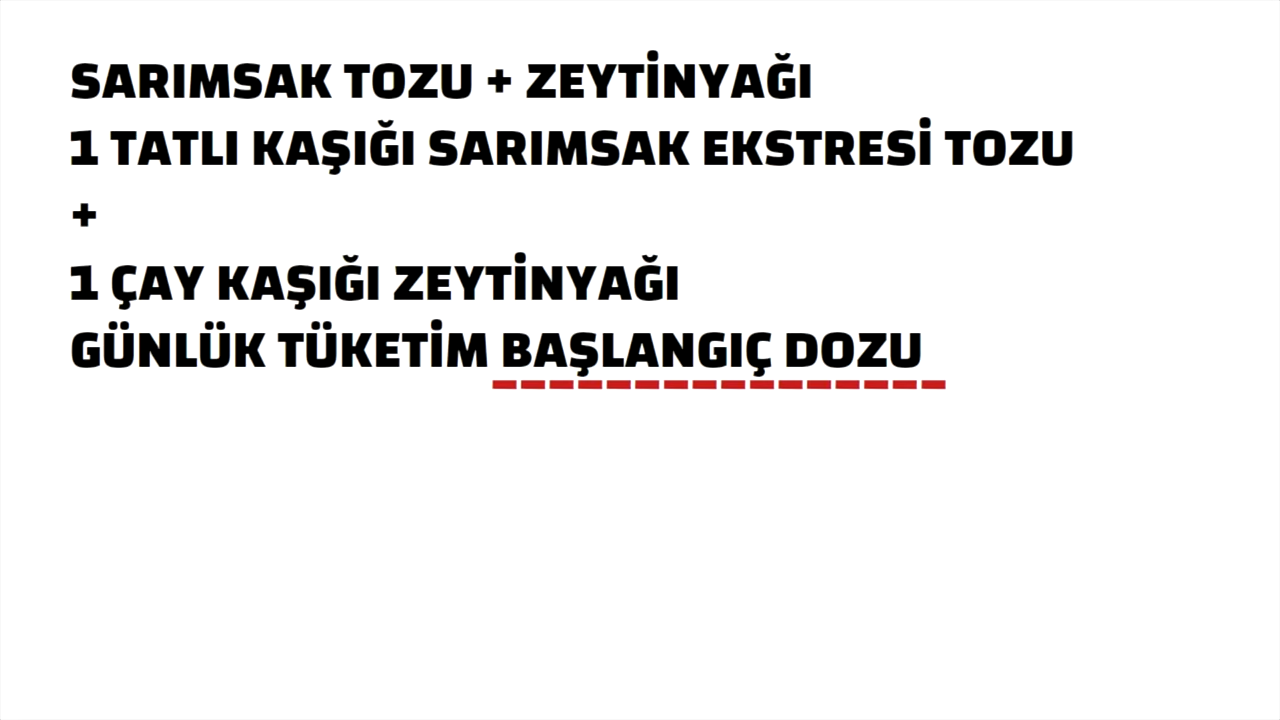 SARIMSAK TOZU + ZEYTİNYAĞI
1 TATLI KAŞIĞI SARIMSAK EKSTRESİ TOZU
+
1 ÇAY KAŞIĞI ZEYTİNYAĞI
GÜNLÜK TÜKETİM BAŞLANGIÇ DOZU